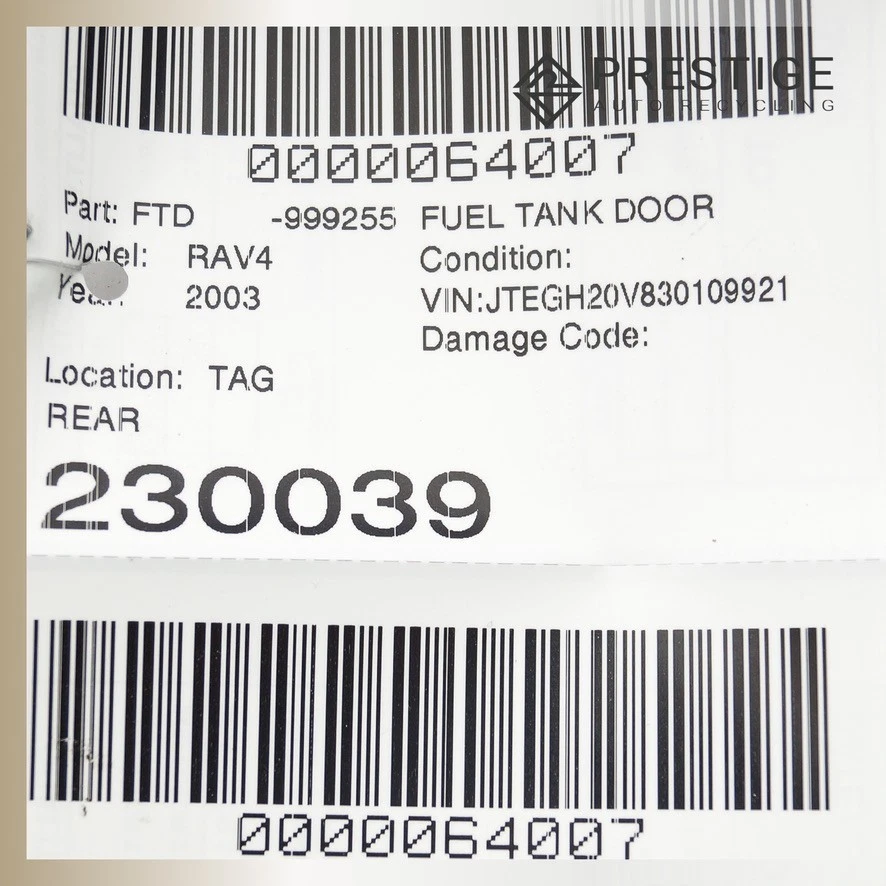 PRESTIGE
AUTO RECYCLING
0000064007
Part: FTD -999255 FUEL TANK DOOR
Model: RAV4 Condition:
Year: 2003 VIN:JTEGH20V830109921
Damage Code:
Location: TAG
REAR
230039
0000064007